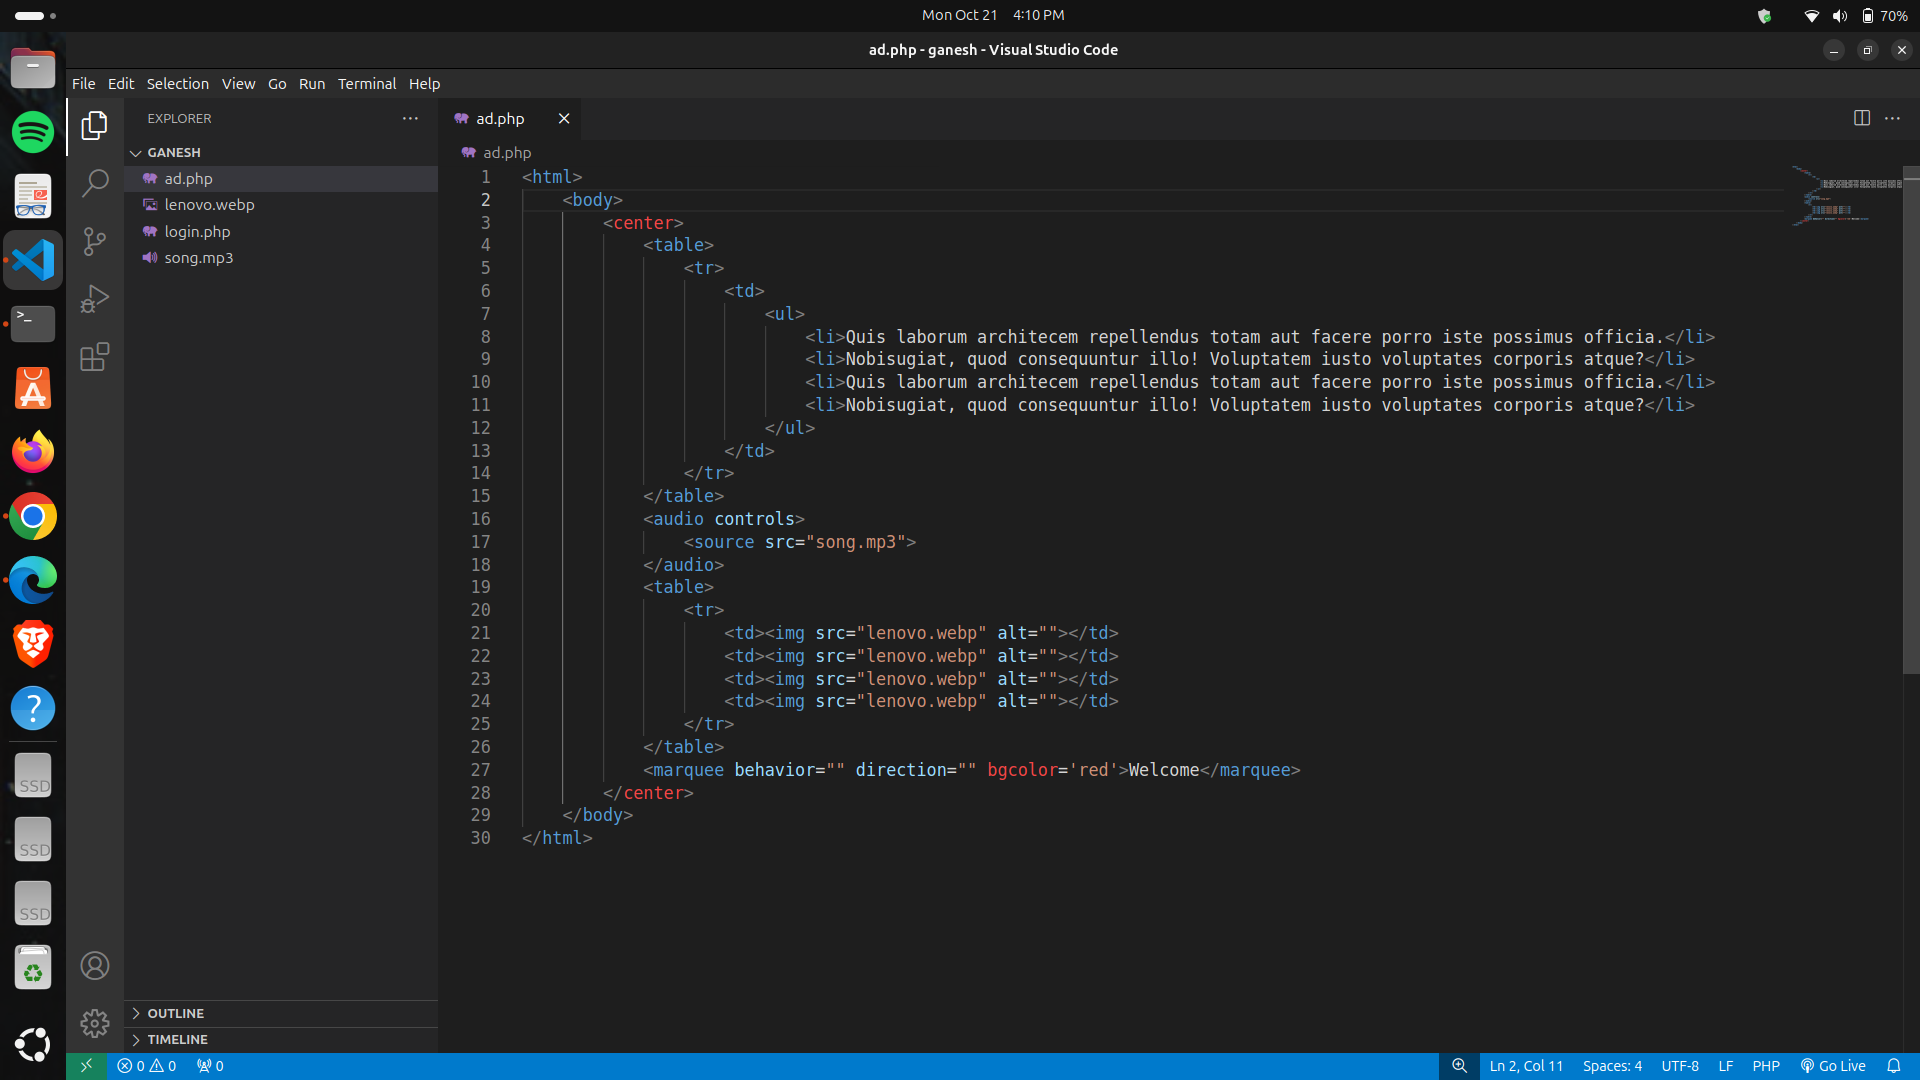 Mon Oct 21 4:10 PM
70%
ad.php - ganesh - Visual Studio Code
File Edit Selection View Go Run Terminal Help
EXPLORER
ad.php
GANESH
ad.php
lenovo.webp
login.php
song.mp3
OUTLINE
TIMELINE
ad.php
1 <html>
2 <body>
3 <center>
4 <table>
5 <tr>
6 <td>
7 <ul>
8 <li>Quis laborum architecem repellendus totam aut facere porro iste possimus officia.</li>
9 <li>Nobisugiat, quod consequuntur illo! Voluptatem iusto voluptates corporis atque?</li>
10 <li>Quis laborum architecem repellendus totam aut facere porro iste possimus officia.</li>
11 <li>Nobisugiat, quod consequuntur illo! Voluptatem iusto voluptates corporis atque?</li>
12 </ul>
13 </td>
14 </tr>
15 </table>
16 <audio controls>
17 <source src="song.mp3">
18 </audio>
19 <table>
20 <tr>
21 <td><img src="lenovo.webp" alt=""></td>
22 <td><img src="lenovo.webp" alt=""></td>
23 <td><img src="lenovo.webp" alt=""></td>
24 <td><img src="lenovo.webp" alt=""></td>
25 </tr>
26 </table>
27 <marquee behavior="" direction="" bgcolor='red'>Welcome</marquee>
28 </center>
29 </body>
30 </html>
SSD
SSD
SSD
0 0 0
Ln 2, Col 11 Spaces: 4 UTF-8 LF PHP Go Live